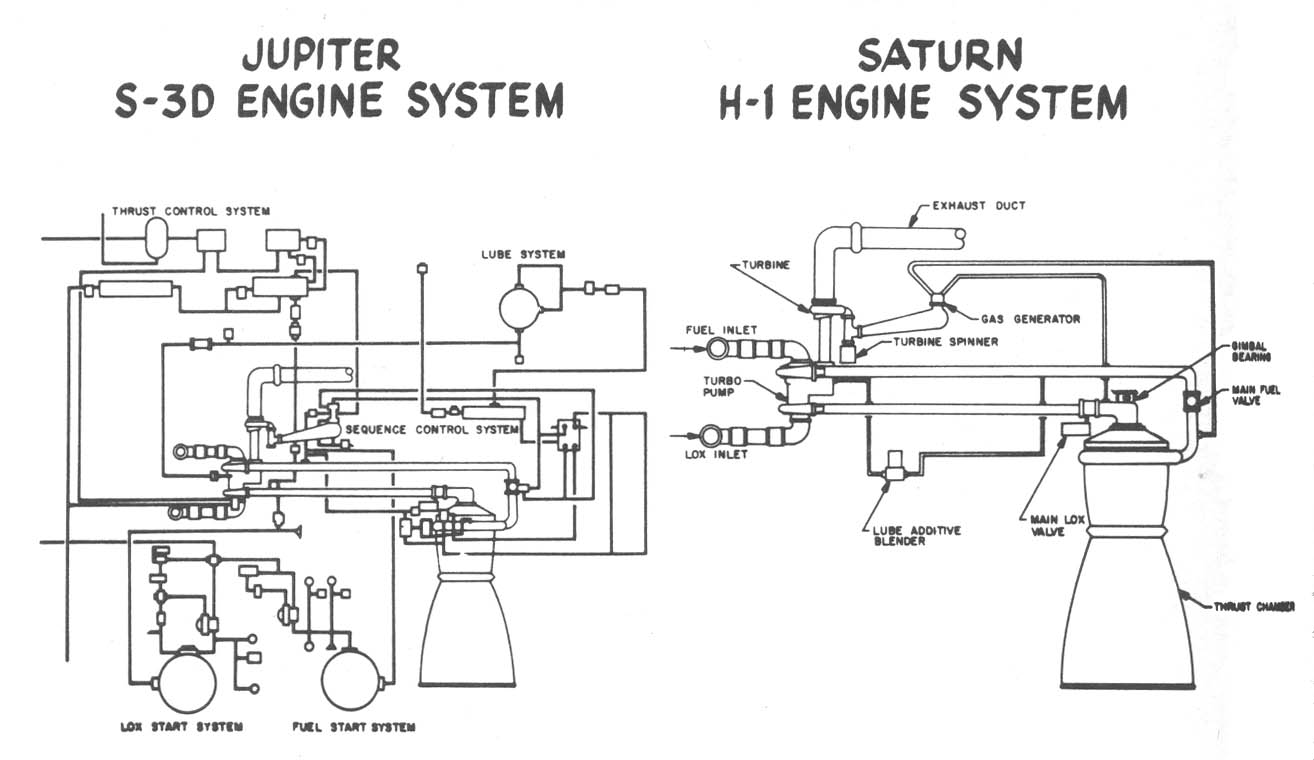 JUPITER
S-3D ENGINE SYSTEM
THRUST CONTROL SYSTEM
LUBE SYSTEM
SEQUENCE CONTROL SYSTEM
LOX START SYSTEM
FUEL START SYSTEM
SATURN
H-1 ENGINE SYSTEM
EXHAUST DUCT
TURBINE
GAS GENERATOR
FUEL INLET
TURBINE SPINNER
GIMBAL
BEARING
TURBO
PUMP
MAIN FUEL
VALVE
LOX INLET
LUBE ADDITIVE
BLENDER
MAIN LOX
VALVE
THRUST CHAMBER